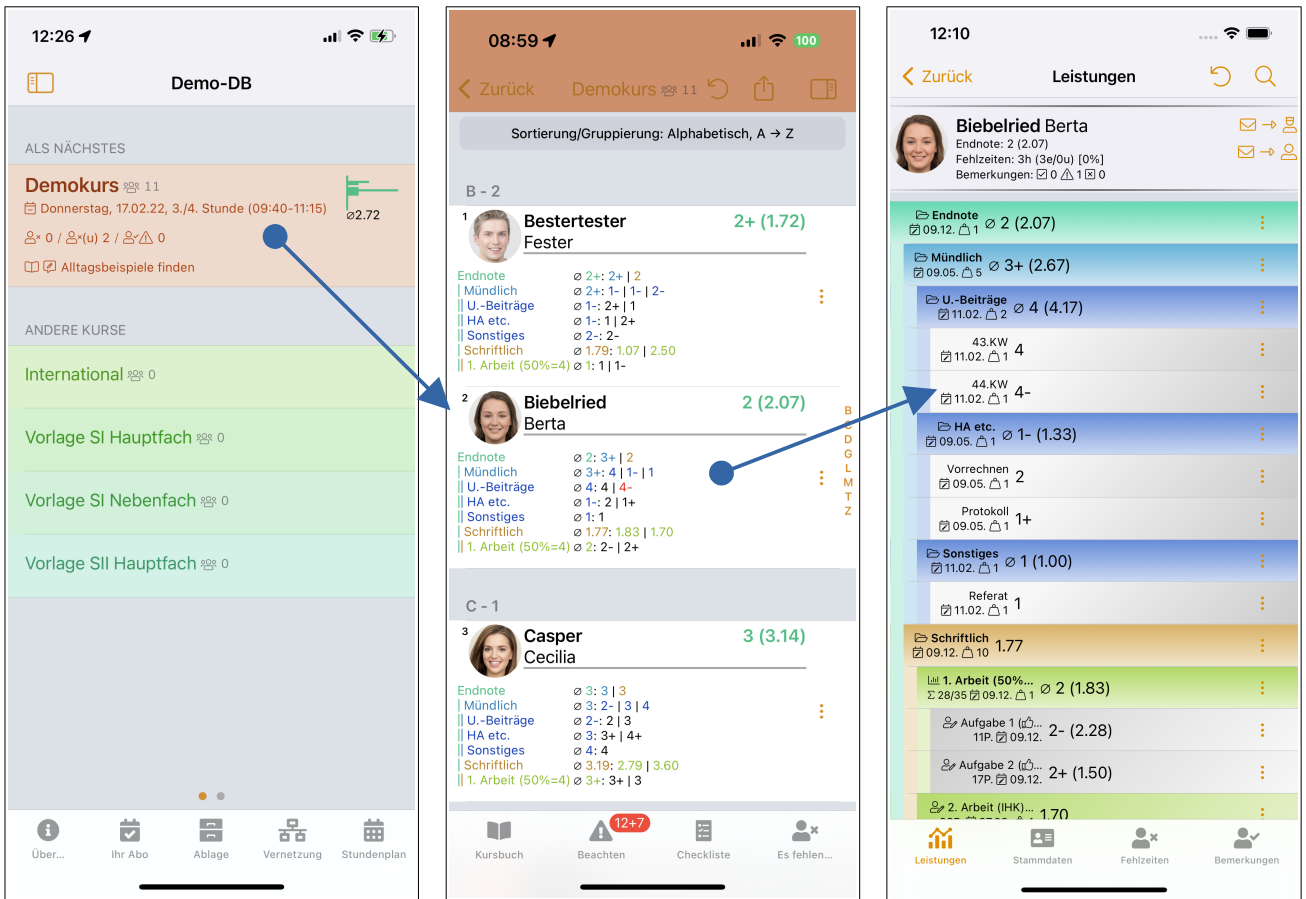 12:26
Demo-DB
ALS NÄCHSTES
Demokurs 11
Donnerstag, 17.02.22, 3./4. Stunde (09:40-11:15)
⌀2.72
0 / (u) 2 / 0
Alltagsbeispiele finden
ANDERE KURSE
International 0
Vorlage SI Hauptfach 0
Vorlage SI Nebenfach 0
Vorlage SII Hauptfach 0
Über...
Ihr Abo
Ablage
Vernetzung
Stundenplan
08:59
100
Zurück
Demokurs 11
Sortierung/Gruppierung: Alphabetisch, A → Z
B - 2
1
Bestertester
2+ (1.72)
Fester
Endnote ⌀ 2+: 2+ | 2
Mündlich ⌀ 2+: 1- | 1- | 2-
U.-Beiträge ⌀ 1-: 2+ | 1
HA etc. ⌀ 1-: 1 | 2+
Sonstiges ⌀ 2-: 2-
Schriftlich ⌀ 1.79: 1.07 | 2.50
1. Arbeit (50%=4) ⌀ 1: 1 | 1-
2
Biebelried
2 (2.07)
Berta
Endnote ⌀ 2: 3+ | 2
Mündlich ⌀ 3+: 4 | 1- | 1
U.-Beiträge ⌀ 4: 4 | 4-
HA etc. ⌀ 1-: 2 | 1+
Sonstiges ⌀ 1: 1
Schriftlich ⌀ 1.77: 1.83 | 1.70
1. Arbeit (50%=4) ⌀ 2: 2- | 2+
B
D
G
L
M
T
Z
C - 1
3
Casper
3 (3.14)
Cecilia
Endnote ⌀ 3: 3 | 3
Mündlich ⌀ 3: 2- | 3 | 4
U.-Beiträge ⌀ 2-: 2 | 3
HA etc. ⌀ 3: 3+ | 4+
Sonstiges ⌀ 4: 4
Schriftlich ⌀ 3.19: 2.79 | 3.60
1. Arbeit (50%=4) ⌀ 3+: 3+ | 3
12+7
Kursbuch
Beachten
Checkliste
Es fehlen...
12:10
Zurück
Leistungen
Biebelried Berta
Endnote: 2 (2.07)
Fehlzeiten: 3h (3e/0u) [0%]
Bemerkungen: 0 1 0
Endnote
09.12. 1 ⌀ 2 (2.07)
Mündlich
09.05. 5 ⌀ 3+ (2.67)
U.-Beiträge
11.02. 2 ⌀ 4 (4.17)
43.KW
11.02. 1 4
44.KW
11.02. 1 4-
HA etc.
09.05. 1 ⌀ 1- (1.33)
Vorrechnen
09.05. 1 2
Protokoll
09.05. 1 1+
Sonstiges
11.02. 1 ⌀ 1 (1.00)
Referat
11.02. 1 1
Schriftlich
09.12. 10 1.77
1. Arbeit (50%...
Σ 28/35 09.12. 1 ⌀ 2 (1.83)
Aufgabe 1 (...
11P. 09.12. 2- (2.28)
Aufgabe 2 (...
17P. 09.12. 2+ (1.50)
2. Arbeit (IHK)... 1.70
Leistungen
Stammdaten
Fehlzeiten
Bemerkungen